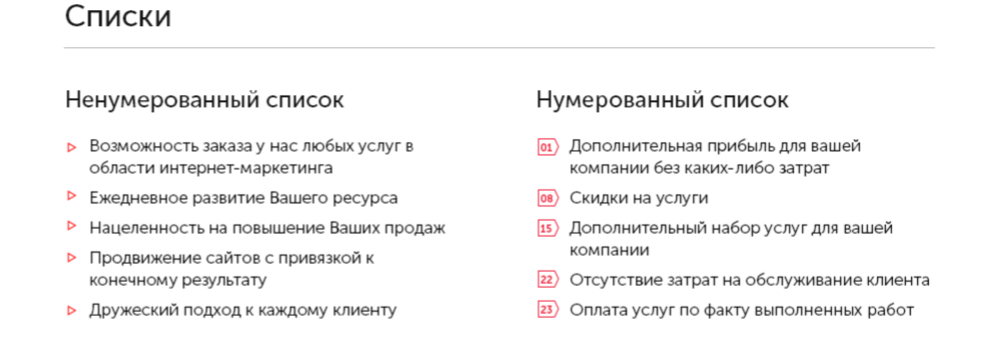 Списки
Ненумерованный список
Возможность заказа у нас любых услуг в
области интернет-маркетинга
Ежедневное развитие Вашего ресурса
Нацеленность на повышение Ваших продаж
Продвижение сайтов с привязкой к
конечному результату
Дружеский подход к каждому клиенту
Нумерованный список
01 Дополнительная прибыль для вашей
компании без каких-либо затрат
08 Скидки на услуги
15 Дополнительный набор услуг для вашей
компании
22 Отсутствие затрат на обслуживание клиента
23 Оплата услуг по факту выполненных работ